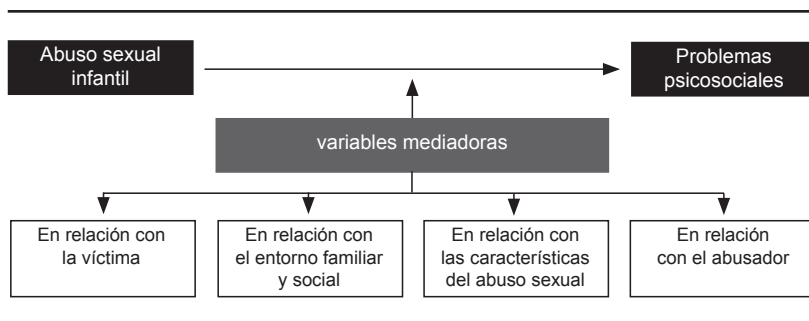 Abuso sexual
infantil
Problemas
psicosociales
variables mediadoras
En relación con
la víctima
En relación con
el entorno familiar
y social
En relación con
las características
del abuso sexual
En relación
con el abusador